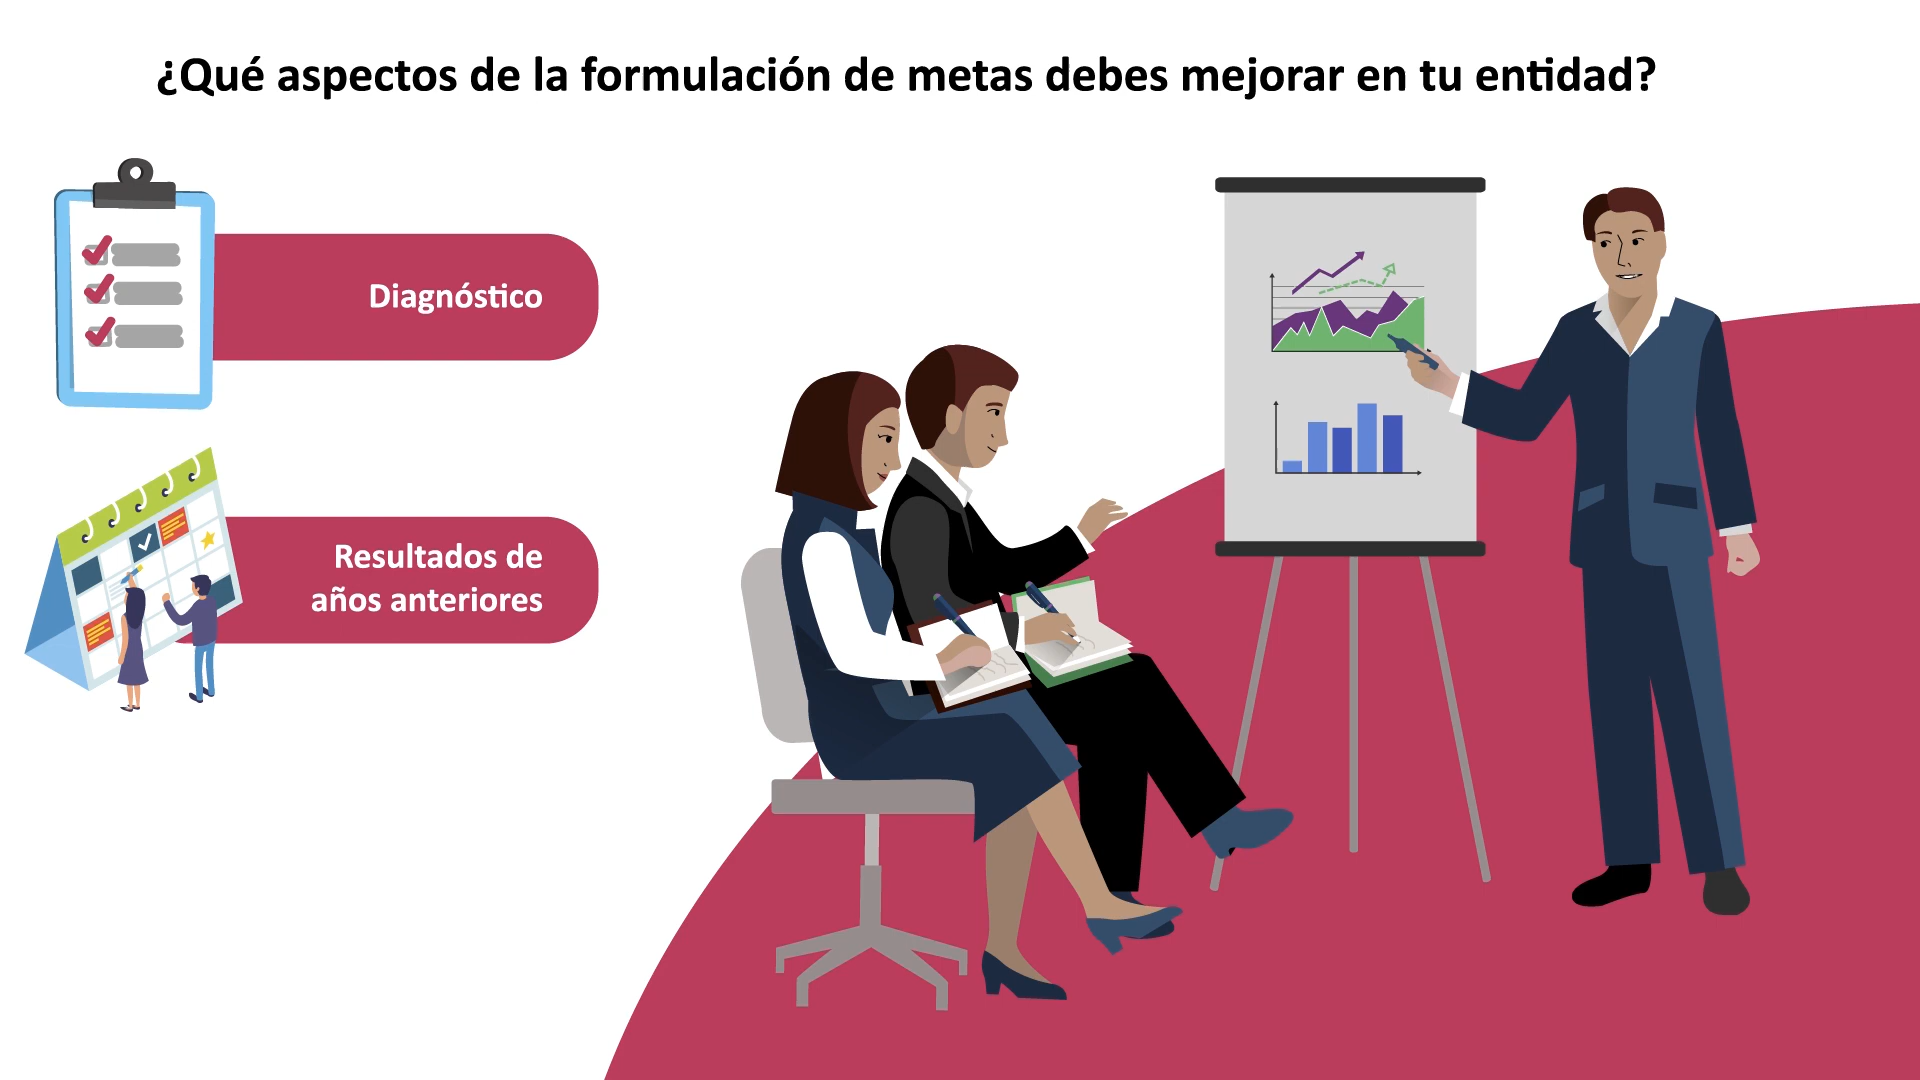 ¿Qué aspectos de la formulación de metas debes mejorar en tu entidad?
Diagnóstico
Resultados de
años anteriores